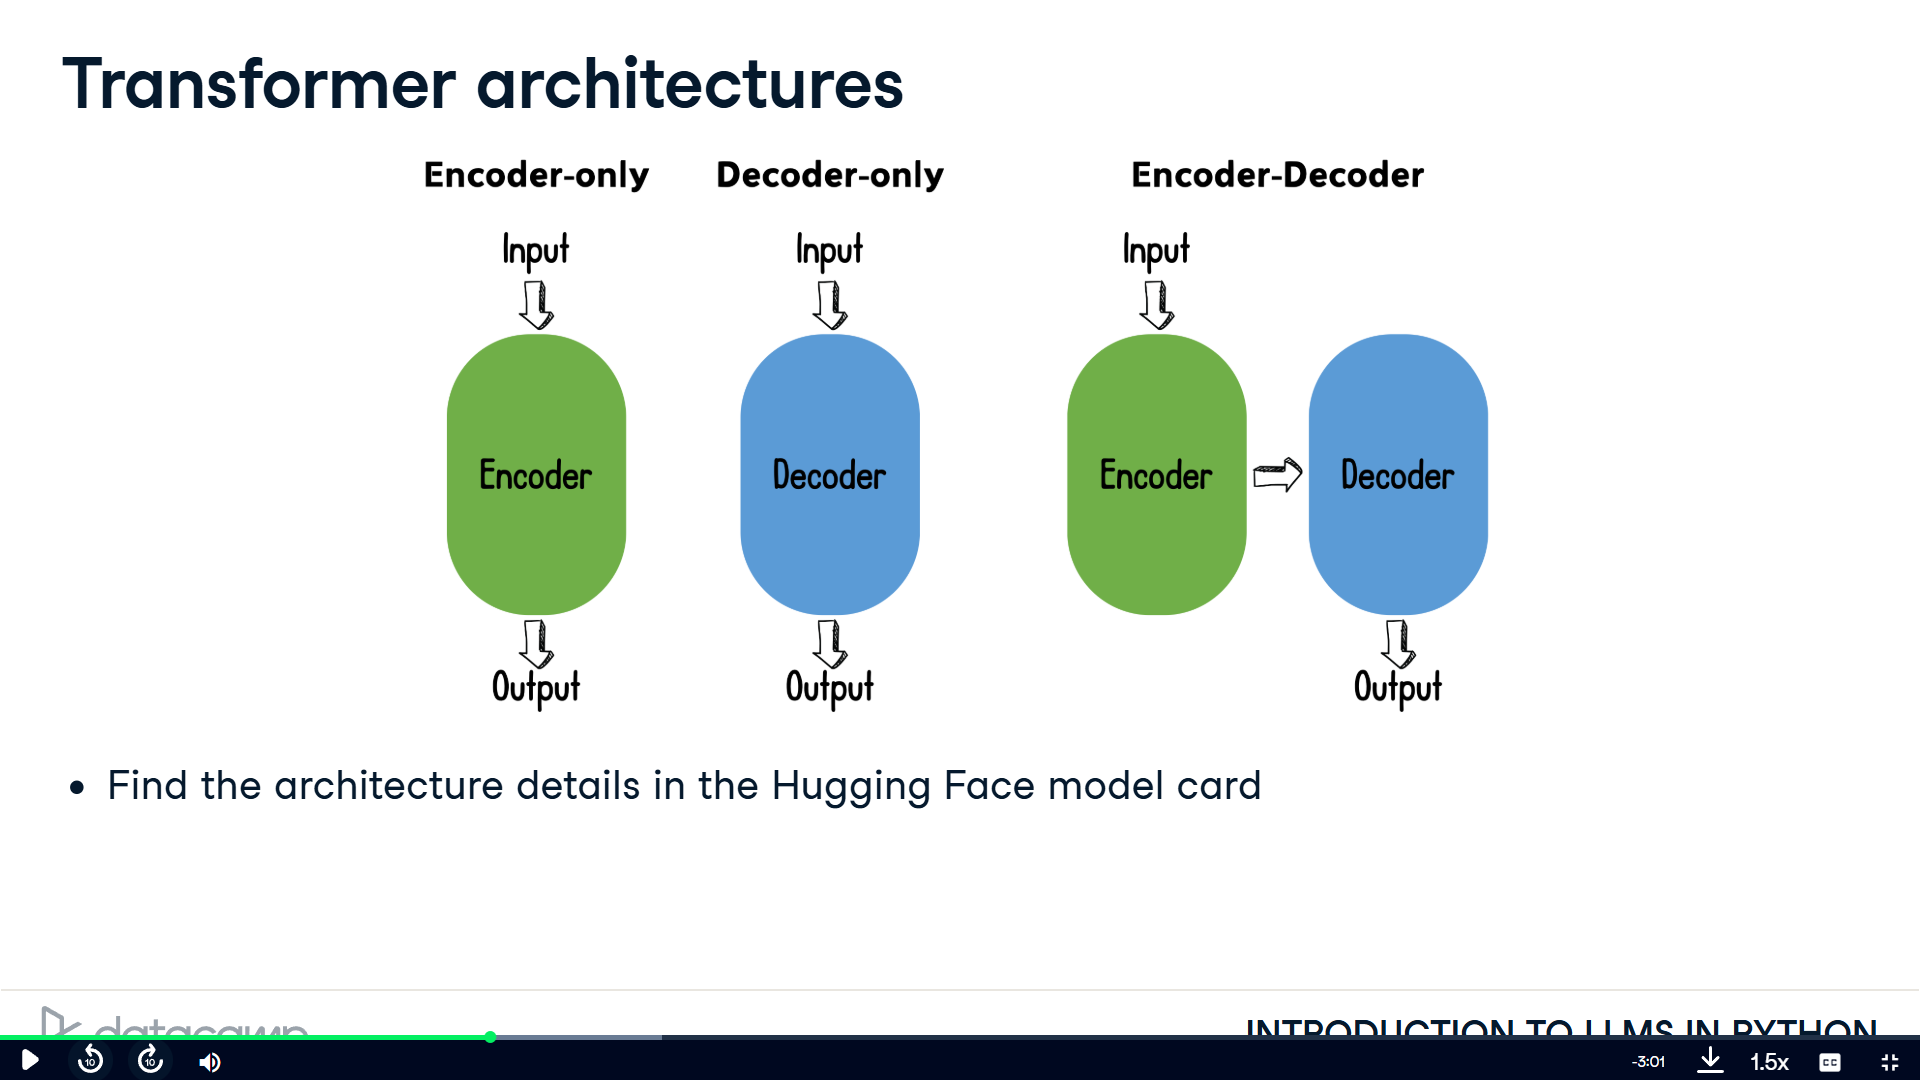 Transformer architectures
Encoder-only Decoder-only Encoder-Decoder
Input Input Input
Encoder Decoder Encoder Decoder
Output Output Output
• Find the architecture details in the Hugging Face model card
datacamp
INTRODUCTION TO LLMS IN PYTHON
10 10 -3:01 1.5x CC